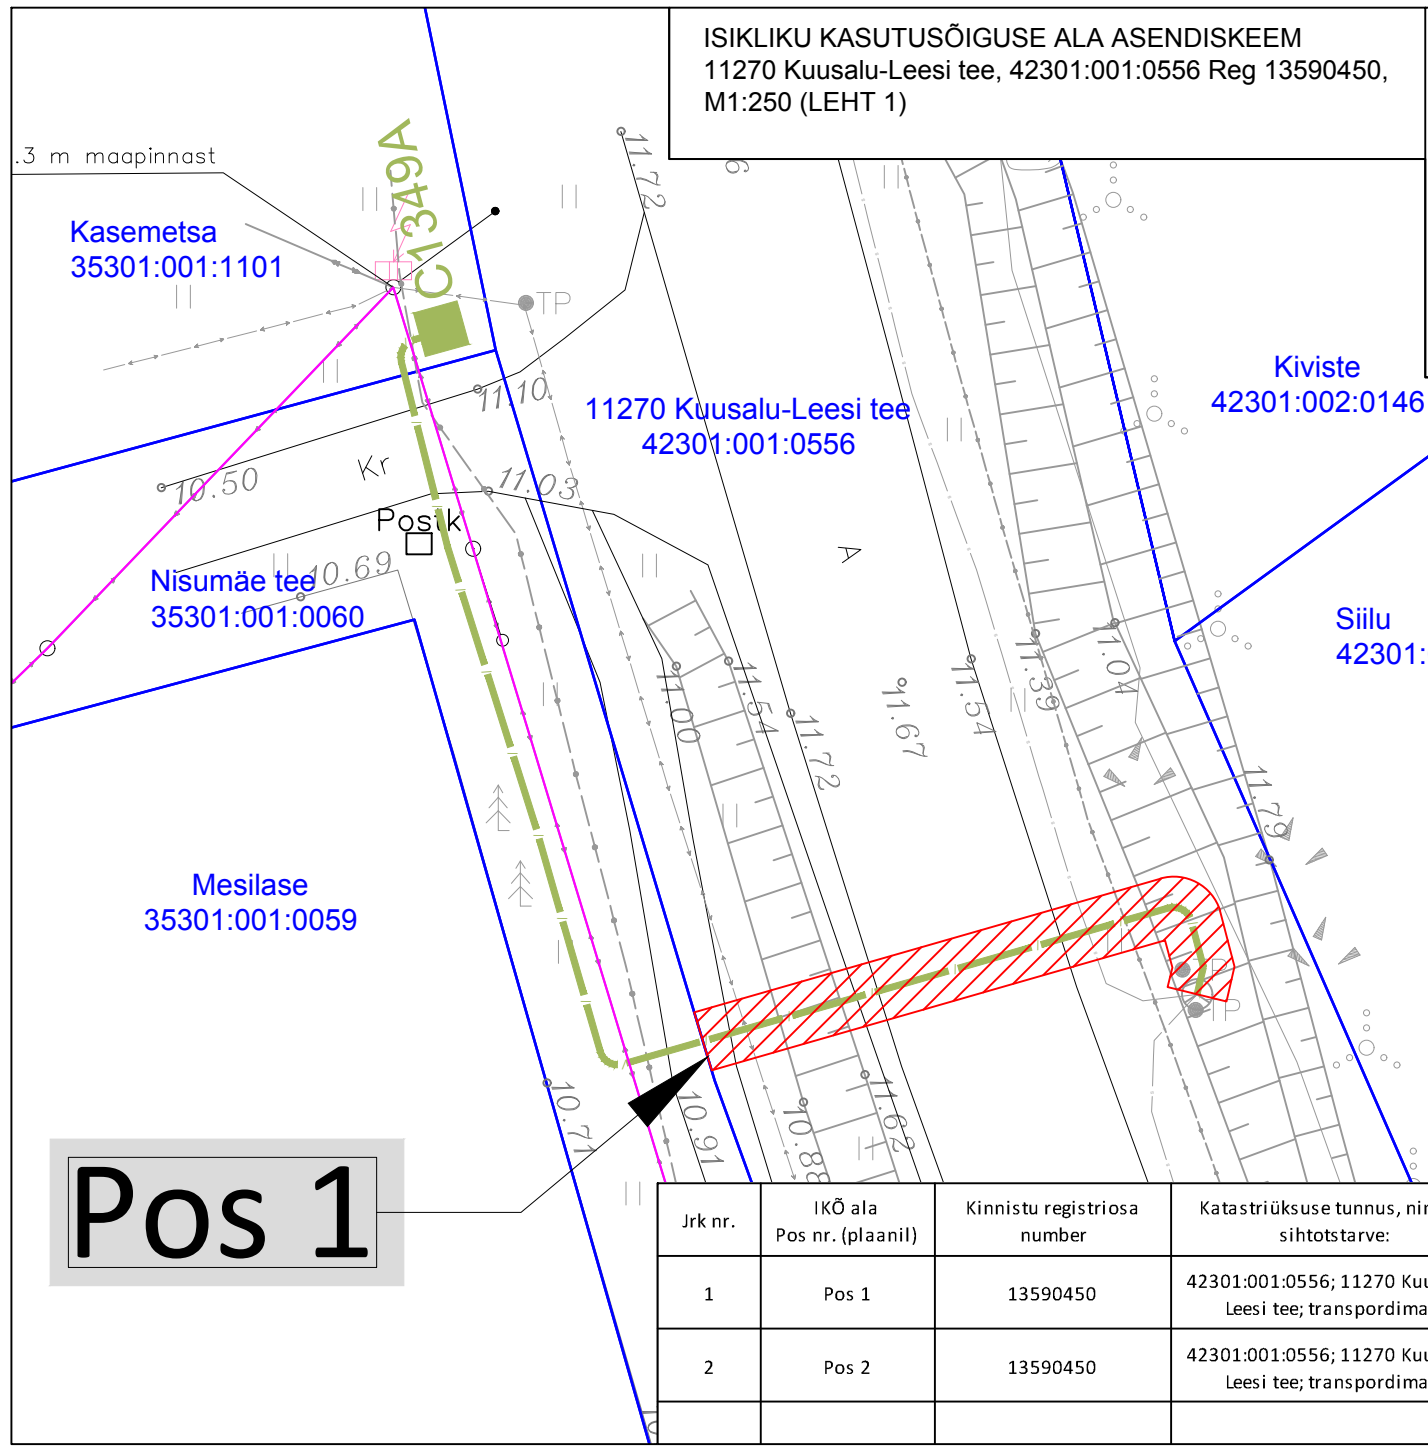 ISIKLIKU KASUTUSÕIGUSE ALA ASENDISKEEM
11270 Kuusalu-Leesi tee, 42301:001:0556 Reg 13590450,
M1:250 (LEHT 1)
.3 m maapinnast
C1349A
11.72
6
Kasemetsa
35301:001:1101
TP
Kiviste
42301:002:0146
11.10
11270 Kuusalu-Leesi tee
42301:001:0556
10.50
Kr
11.03
Postk
A
10.69
Nisumäe tee
35301:001:0060
Siilu
42301:
11.00
11.54
11.72
11.67
11.54
11.39
11.04
11.79
Mesilase
35301:001:0059
TP
10.71
10.91
10.88
11.62
Pos 1
Jrk nr.
IKÕ ala
Pos nr. (plaanil)
Kinnistu registriosa
number
Katastriüksuse tunnus, nin
sihtotstarve:
1
Pos 1
13590450
42301:001:0556; 11270 Kuu
Leesi tee; transpordima
2
Pos 2
13590450
42301:001:0556; 11270 Kuu
Leesi tee; transpordima